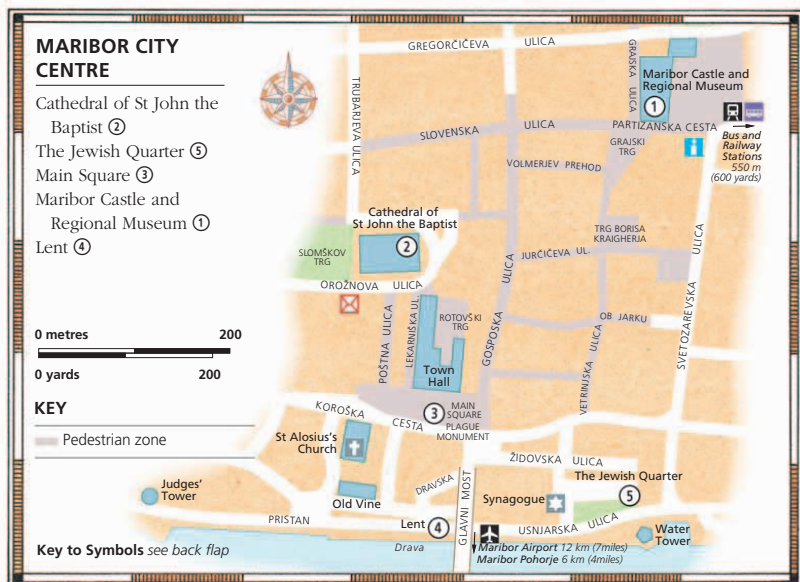 MARIBOR CITY
CENTRE
Cathedral of St John the
Baptist ②
The Jewish Quarter ⑤
Main Square ③
Maribor Castle and
Regional Museum ①
Lent ④
0 metres 200
0 yards 200
KEY
Pedestrian zone
Key to Symbols see back flap
GREGORČIČEVA ULICA
TRUBARJEVA ULICA
GRAJSKA ULICA
Maribor Castle and
Regional Museum
①
SLOVENSKA ULICA
PARTIZANSKA CESTA
GRAJSKI
TRG
i
Bus and
Railway
Stations
550 m
(600 yards)
VOLMERJEV PREHOD
Cathedral of
St John the Baptist
②
SLOMŠKOV
TRG
TRG BORISA
KRAIGHERJA
JURČIČEVA UL.
OROŽNOVA ULICA
POŠTNA ULICA
LEKARNIŠKA UL.
ROTOVŠKI
TRG
GOSPOSKA ULICA
OB JARKU
VETRINJSKA ULICA
SVETOZAREVSKA ULICA
Town
Hall
KOROŠKA CESTA
③
MAIN
SQUARE
PLAGUE
MONUMENT
St Alosius's
Church
ŽIDOVSKA ULICA
The Jewish Quarter
⑤
Judges'
Tower
Old Vine
DRAVSKA
GLAVNI MOST
Synagogue
PRISTAN
Lent ④
USNJARSKA ULICA
Water
Tower
Drava
Maribor Airport 12 km (7miles)
Maribor Pohorje 6 km (4miles)